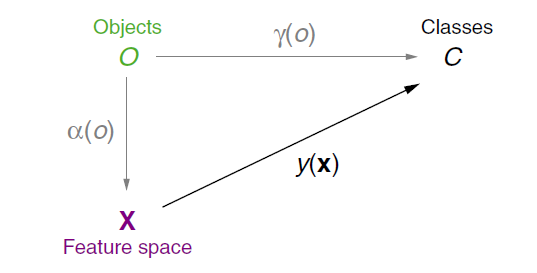 Objects
O
γ(o)
Classes
C
α(o)
y(x)
X
Feature space